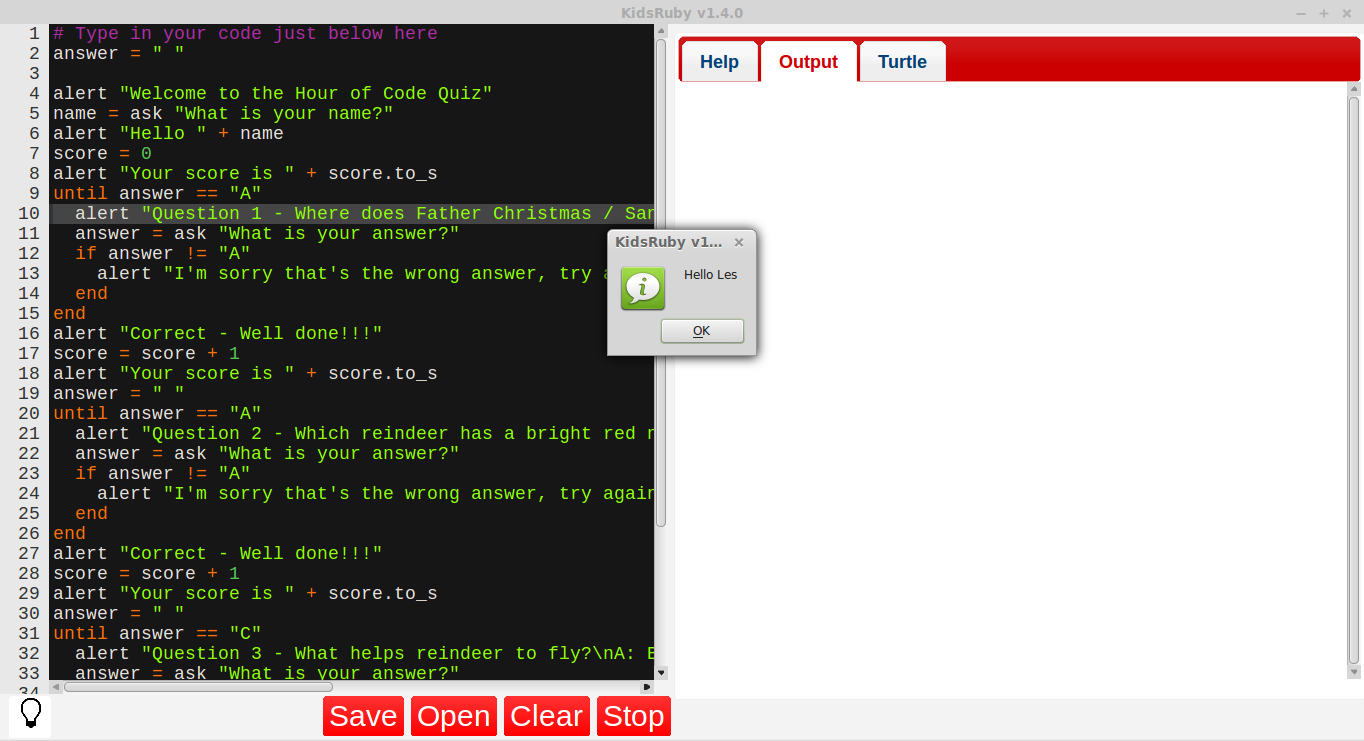 KidsRuby v1.4.0
1 # Type in your code just below here
2 answer = " "
3
4 alert "Welcome to the Hour of Code Quiz"
5 name = ask "What is your name?"
6 alert "Hello " + name
7 score = 0
8 alert "Your score is " + score.to_s
9 until answer == "A"
10 alert "Question 1 - Where does Father Christmas /
11 answer = ask "What is your answer?"
12 if answer != "A"
13 alert "I'm sorry that's the wrong answer, try
14 end
15 end
16 alert "Correct - Well done!!!"
17 score = score + 1
18 alert "Your score is " + score.to_s
19 answer = " "
20 until answer == "A"
21 alert "Question 2 - Which reindeer has a bright red
22 answer = ask "What is your answer?"
23 if answer != "A"
24 alert "I'm sorry that's the wrong answer, try again
25 end
26 end
27 alert "Correct - Well done!!!"
28 score = score + 1
29 alert "Your score is " + score.to_s
30 answer = " "
31 until answer == "C"
32 alert "Question 3 - What helps reindeer to fly?\nA:
33 answer = ask "What is your answer?"
34
Help Output Turtle
KidsRuby v1...
Hello Les
OK
Save Open Clear Stop